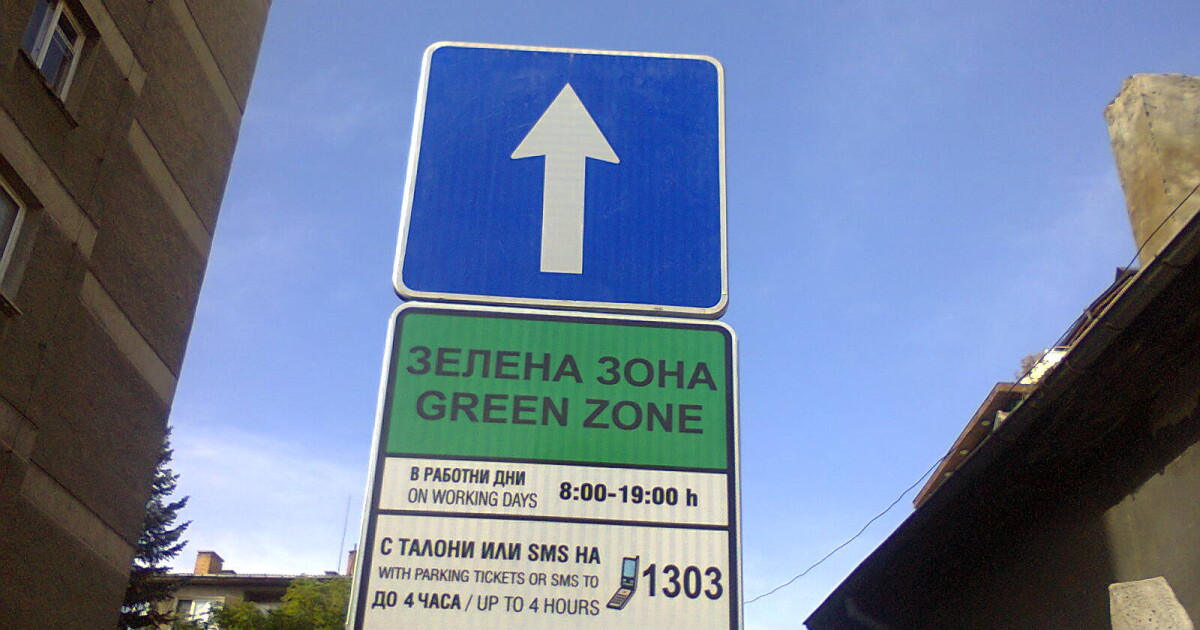 ЗЕЛЕНА ЗОНА
GREEN ZONE
В РАБОТНИ ДНИ
ON WORKING DAYS
8:00-19:00 h
С ТАЛОНИ ИЛИ SMS НА
WITH PARKING TICKETS OR SMS TO
1303
ДО 4 ЧАСА / UP TO 4 HOURS